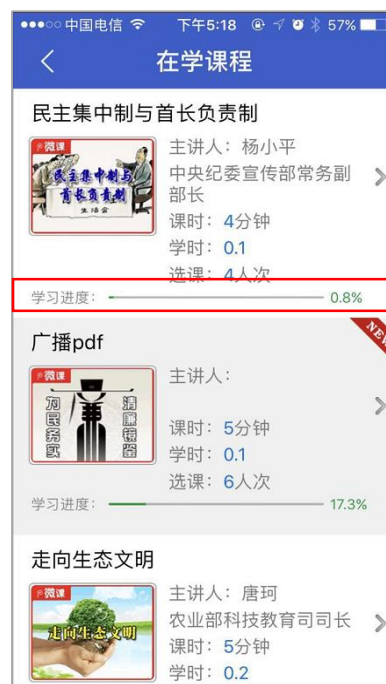 ●●●○○ 中国电信 下午5:18 57%
在学课程
民主集中制与首长负责制
微课
民主集中制与
首长负责制
生活会
主讲人：杨小平
中央纪委宣传部常务副
部长
课时：4分钟
学时：0.1
选课：4人次
学习进度： 0.8%
广播pdf
NEW
微课
为民务实
清廉镜鉴
主讲人：
课时：5分钟
学时：0.1
选课：6人次
学习进度： 17.3%
走向生态文明
微课
走向生态文明
主讲人：唐珂
农业部科技教育司司长
课时：5分钟
学时：0.2